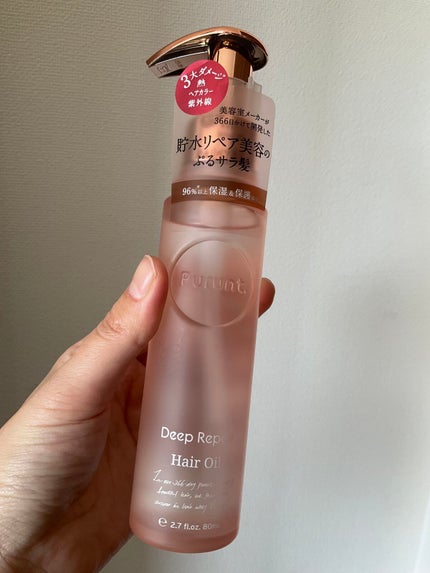 3大ダメージ
熱
ヘアカラー
紫外線
美容室メーカーが
366日かけて開発した
貯水リペア美容の
ぷるサラ髪
96%以上保湿&保護
Purunt.
Deep Rep
Hair Oil
℮ 2.7 fl.oz. 80m